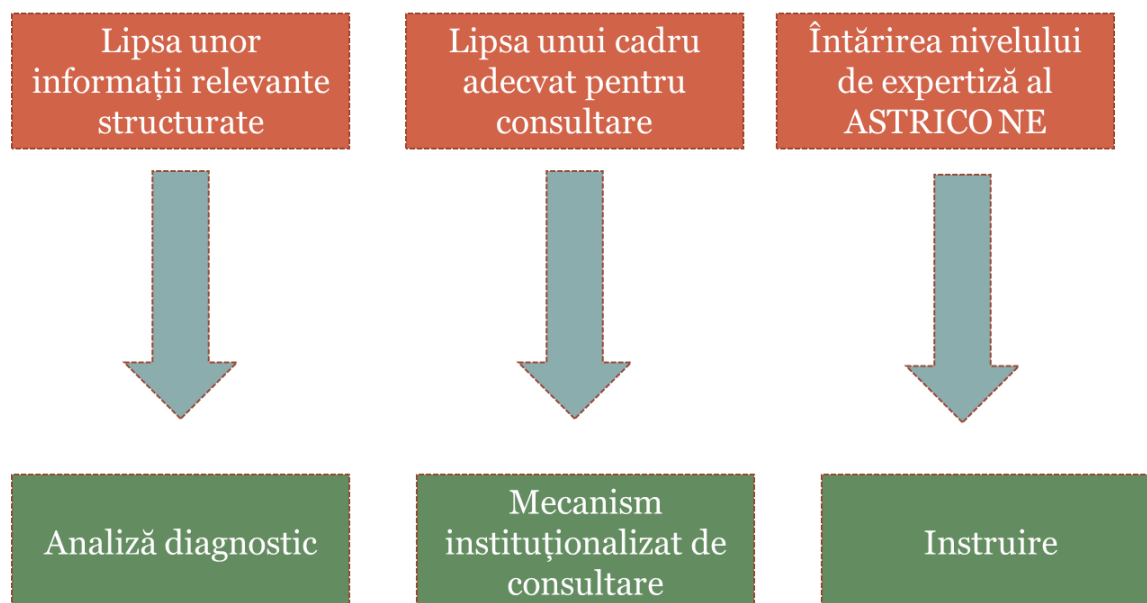 Lipsa unor
informații relevante
structurate
Lipsa unui cadru
adecvat pentru
consultare
Întărirea nivelului
de expertiză al
ASTRICO NE
Analiză diagnostic
Mecanism
instituționalizat de
consultare
Instruire